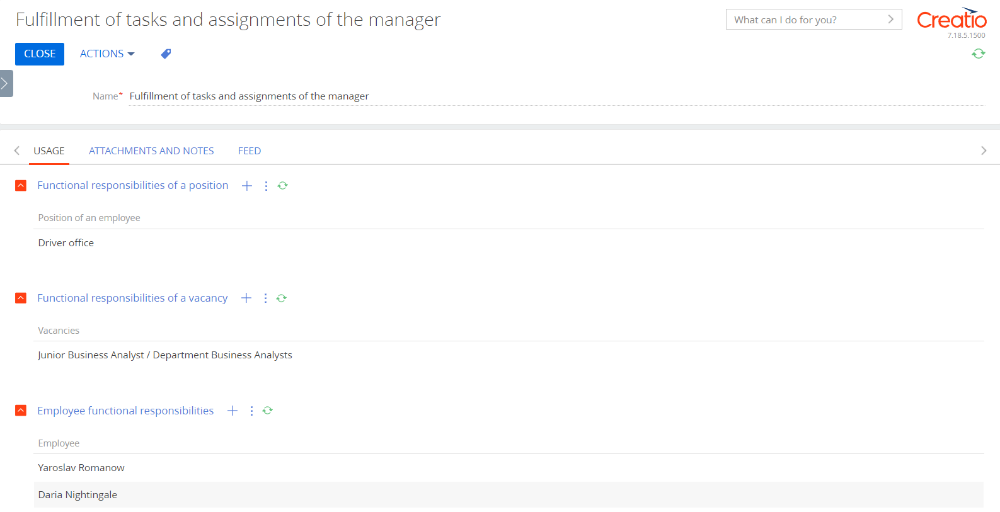 Fulfillment of tasks and assignments of the manager
What can I do for you?
Creatio
7.18.5.1500
CLOSE
ACTIONS
Name* Fulfillment of tasks and assignments of the manager
USAGE
ATTACHMENTS AND NOTES
FEED
Functional responsibilities of a position
Position of an employee
Driver office
Functional responsibilities of a vacancy
Vacancies
Junior Business Analyst / Department Business Analysts
Employee functional responsibilities
Employee
Yaroslav Romanow
Daria Nightingale